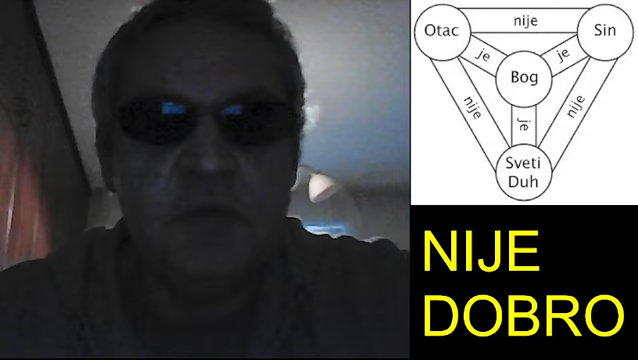 Otac
nije
Sin
je
je
Bog
nije
nije
je
Sveti
Duh
NIJE
DOBRO